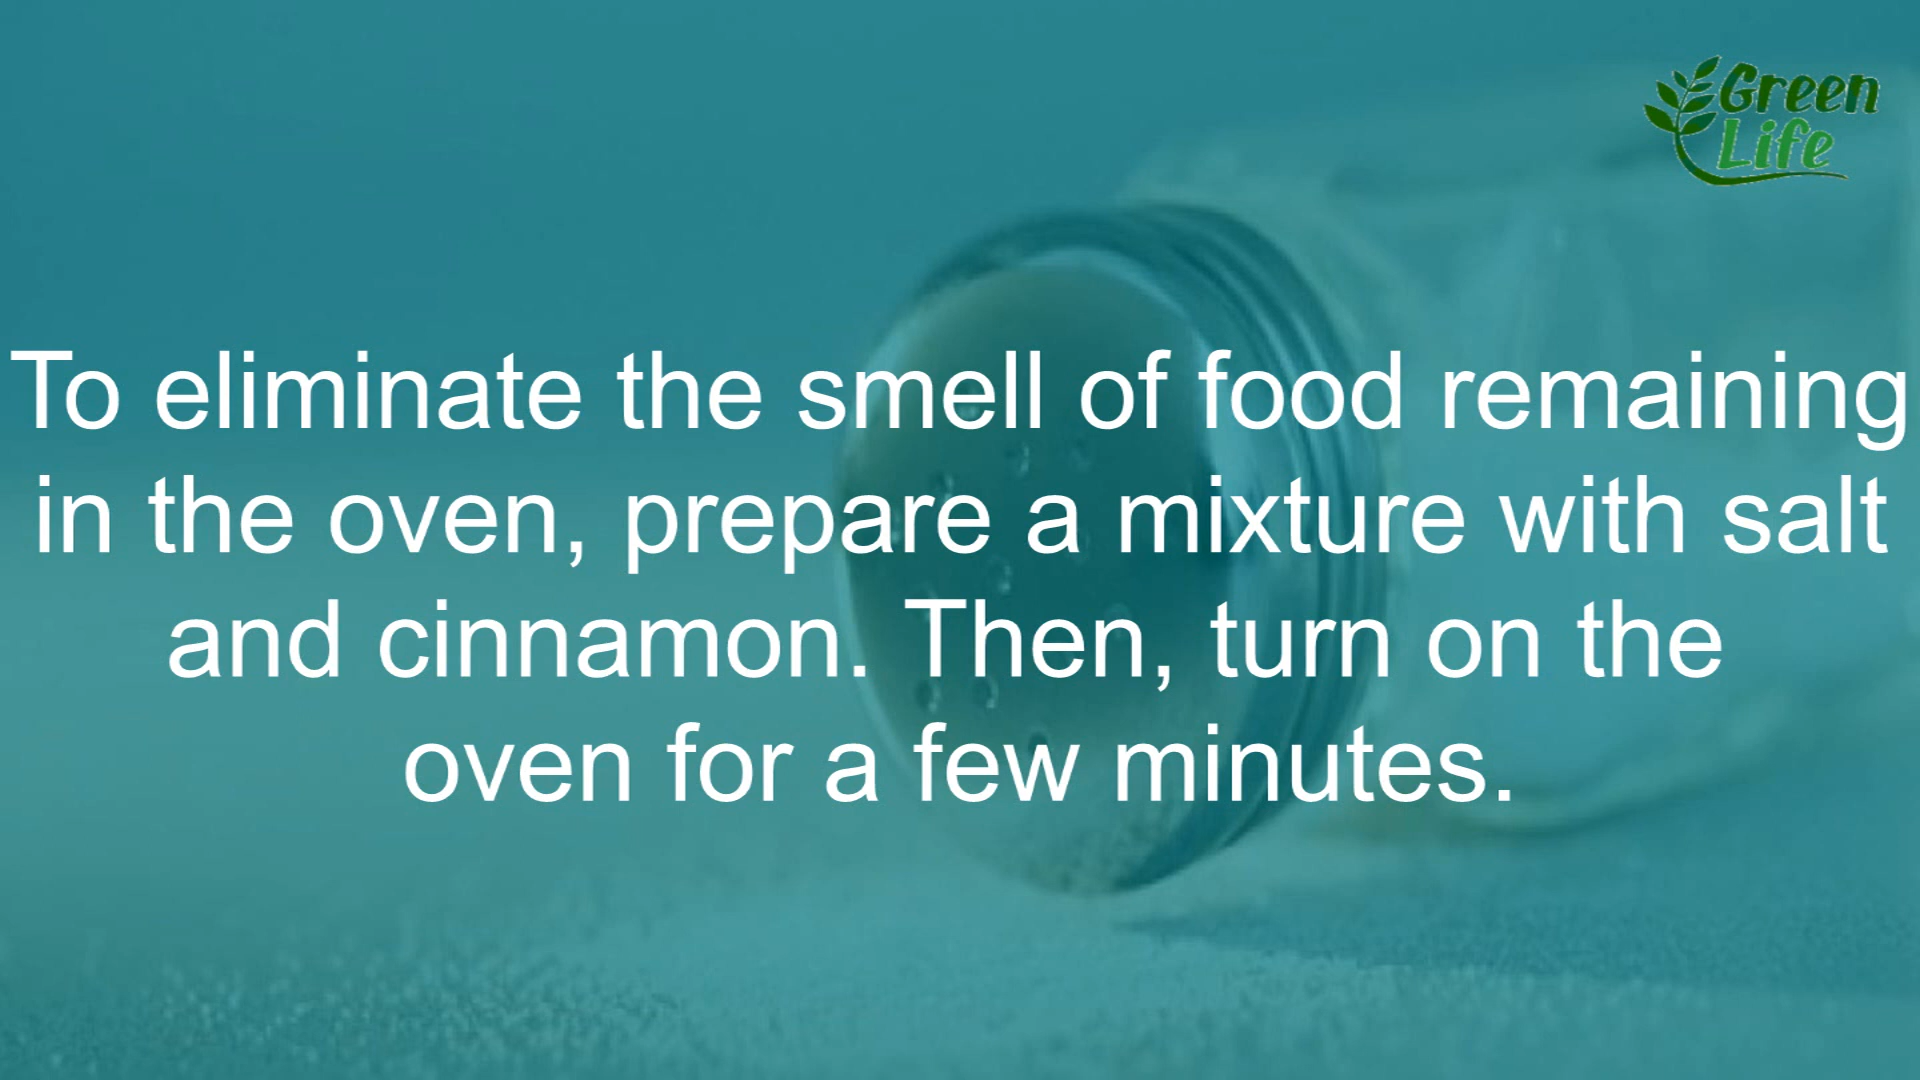 Green
Life
To eliminate the smell of food remaining
in the oven, prepare a mixture with salt
and cinnamon. Then, turn on the
oven for a few minutes.